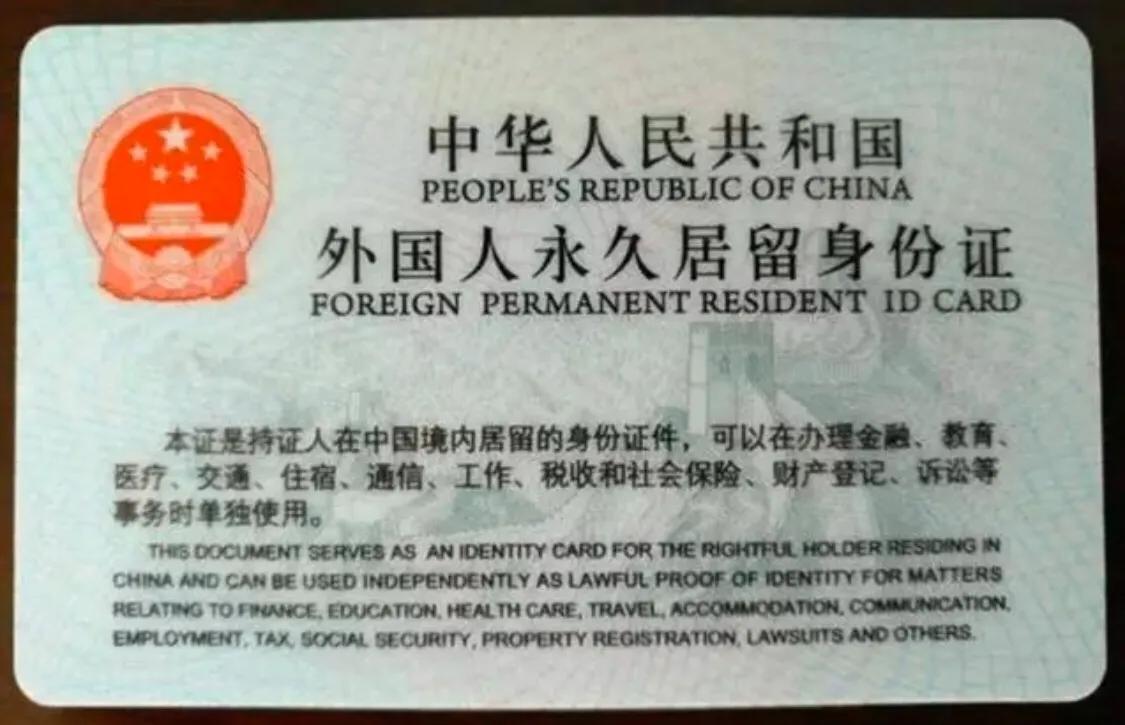 中华人民共和国
PEOPLE'S REPUBLIC OF CHINA
外国人永久居留身份证
FOREIGN PERMANENT RESIDENT ID CARD
本证是持证人在中国境内居留的身份证件，可以在办理金融、教育、
医疗、交通、住宿、通信、工作、税收和社会保险、财产登记、诉讼等
事务时单独使用。
THIS DOCUMENT SERVES AS AN IDENTITY CARD FOR THE RIGHTFUL HOLDER RESIDING IN
CHINA AND CAN BE USED INDEPENDENTLY AS LAWFUL PROOF OF IDENTITY FOR MATTERS
RELATING TO FINANCE, EDUCATION, HEALTH CARE, TRAVEL, ACCOMMODATION, COMMUNICATION,
EMPLOYMENT, TAX, SOCIAL SECURITY, PROPERTY REGISTRATION, LAWSUITS AND OTHERS.